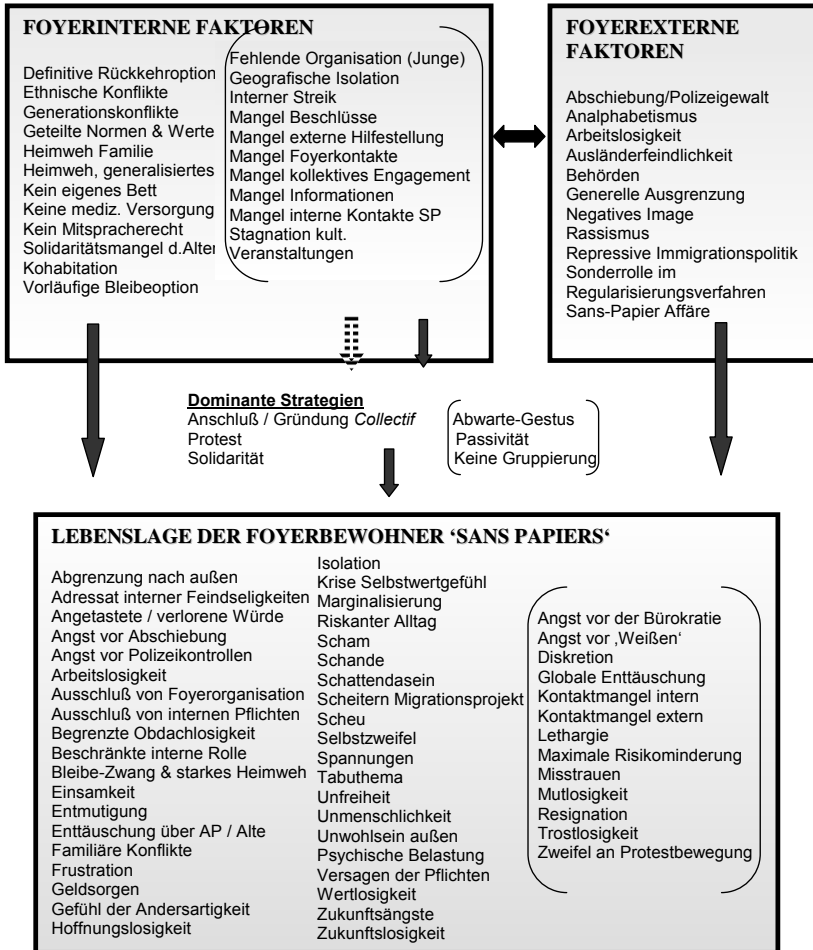 FOYERINTERNE FAKTOREN
Definitive Rückkehroption
Ethnische Konflikte
Generationskonflikte
Geteilte Normen & Werte
Heimweh Familie
Heimweh, generalisiertes
Kein eigenes Bett
Keine mediz. Versorgung
Kein Mitspracherecht
Solidaritätsmangel d.Alten
Kohabitation
Vorläufige Bleibeoption
Fehlende Organisation (Junge)
Geografische Isolation
Interner Streik
Mangel Beschlüsse
Mangel externe Hilfestellung
Mangel Foyerkontakte
Mangel kollektives Engagement
Mangel Informationen
Mangel interne Kontakte SP
Stagnation kult.
Veranstaltungen
FOYEREXTERNE
FAKTOREN
Abschiebung/Polizeigewalt
Analphabetismus
Arbeitslosigkeit
Ausländerfeindlichkeit
Behörden
Generelle Ausgrenzung
Negatives Image
Rassismus
Repressive Immigrationspolitik
Sonderrolle im
Regularisierungsverfahren
Sans-Papier Affäre
Dominante Strategien
Anschluß / Gründung Collectif
Protest
Solidarität
Abwarte-Gestus
Passivität
Keine Gruppierung
LEBENSLAGE DER FOYERBEWOHNER ‘SANS PAPIERS‘
Abgrenzung nach außen
Adressat interner Feindseligkeiten
Angetastete / verlorene Würde
Angst vor Abschiebung
Angst vor Polizeikontrollen
Arbeitslosigkeit
Ausschluß von Foyerorganisation
Ausschluß von internen Pflichten
Begrenzte Obdachlosigkeit
Beschränkte interne Rolle
Bleibe-Zwang & starkes Heimweh
Einsamkeit
Entmutigung
Enttäuschung über AP / Alte
Familiäre Konflikte
Frustration
Geldsorgen
Gefühl der Andersartigkeit
Hoffnungslosigkeit
Isolation
Krise Selbstwertgefühl
Marginalisierung
Riskanter Alltag
Scham
Schande
Schattendasein
Scheitern Migrationsprojekt
Scheu
Selbstzweifel
Spannungen
Tabuthema
Unfreiheit
Unmenschlichkeit
Unwohlsein außen
Psychische Belastung
Versagen der Pflichten
Wertlosigkeit
Zukunftsängste
Zukunftslosigkeit
Angst vor der Bürokratie
Angst vor ‚Weißen‘
Diskretion
Globale Enttäuschung
Kontaktmangel intern
Kontaktmangel extern
Lethargie
Maximale Risikominderung
Misstrauen
Mutlosigkeit
Resignation
Trostlosigkeit
Zweifel an Protestbewegung